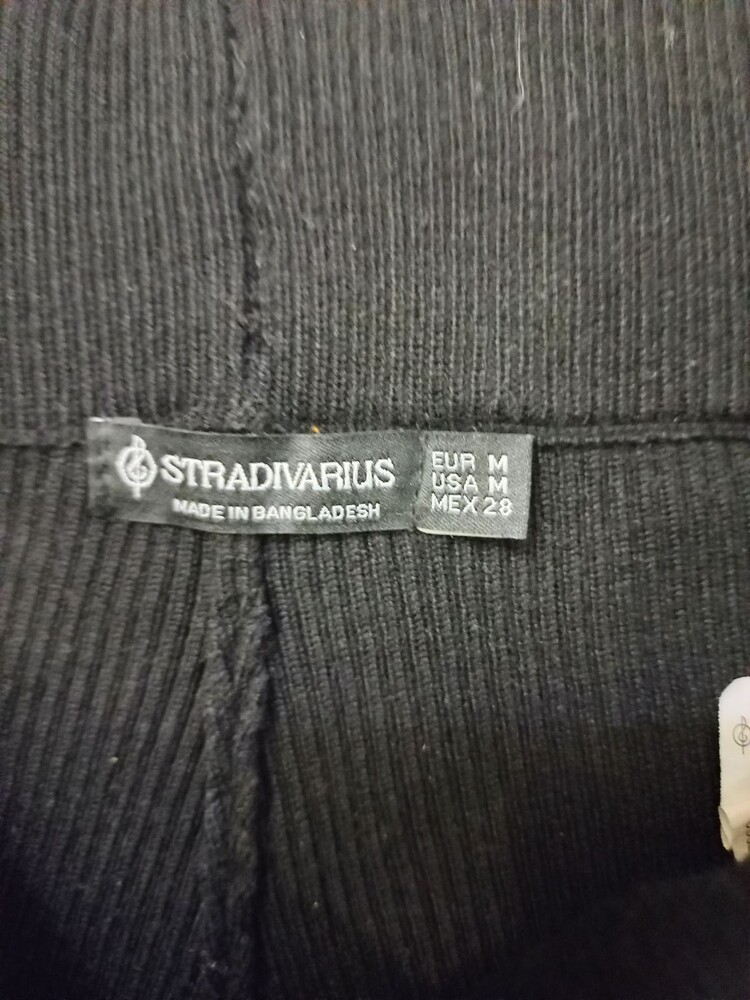 STRADIVARIUS
MADE IN BANGLADESH
EUR M
USA M
MEX 28